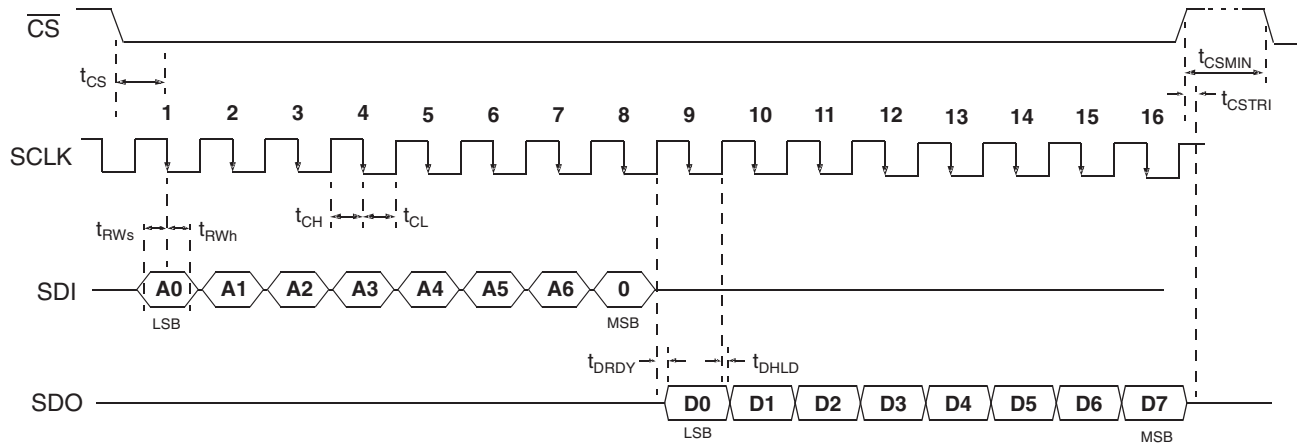 CS
tCS
tCSMIN
tCSTRI
1 2 3 4 5 6 7 8 9 10 11 12 13 14 15 16
SCLK
tRWs tRWh tCH tCL
SDI A0 A1 A2 A3 A4 A5 A6 0
LSB MSB
tDRDY tDHLD
SDO D0 D1 D2 D3 D4 D5 D6 D7
LSB MSB